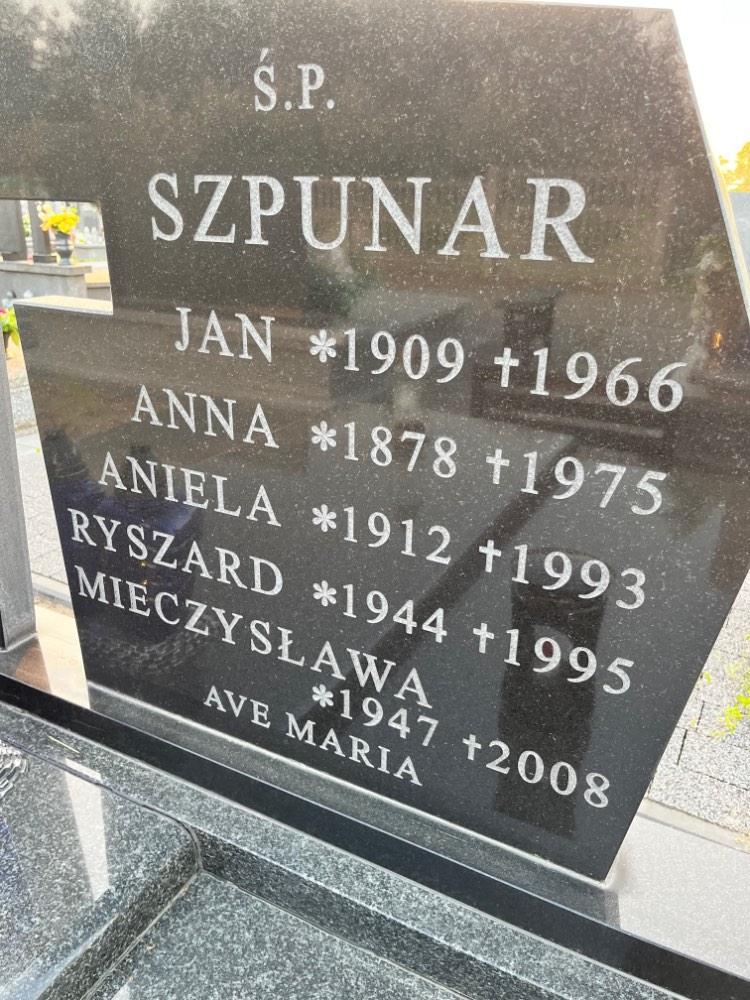 Ś.P.
SZPUNAR
JAN *1909 †1966
ANNA *1878 †1975
ANIELA *1912 †1993
RYSZARD *1944 †1995
MIECZYSŁAWA
*1947 †2008
AVE MARIA